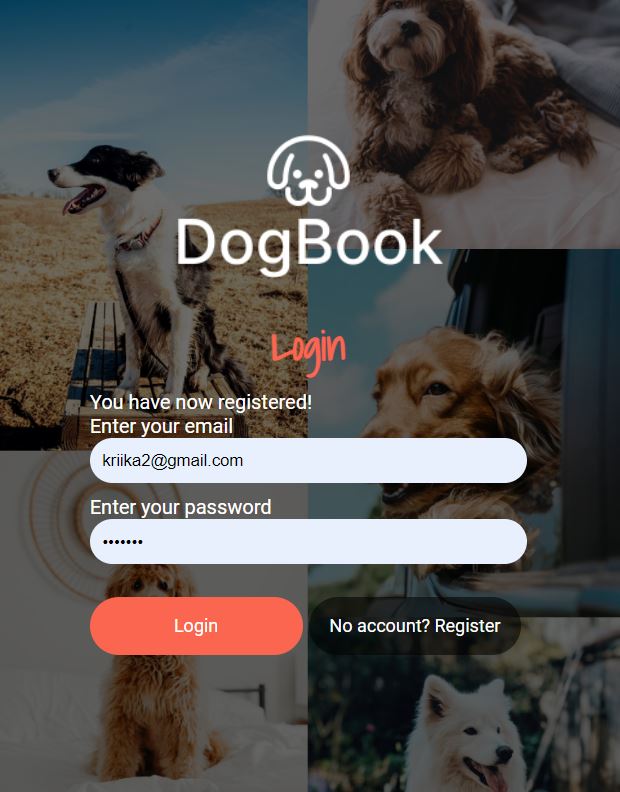 DogBook
Login
You have now registered!
Enter your email
kriika2@gmail.com
Enter your password
•••••••
Login
No account? Register